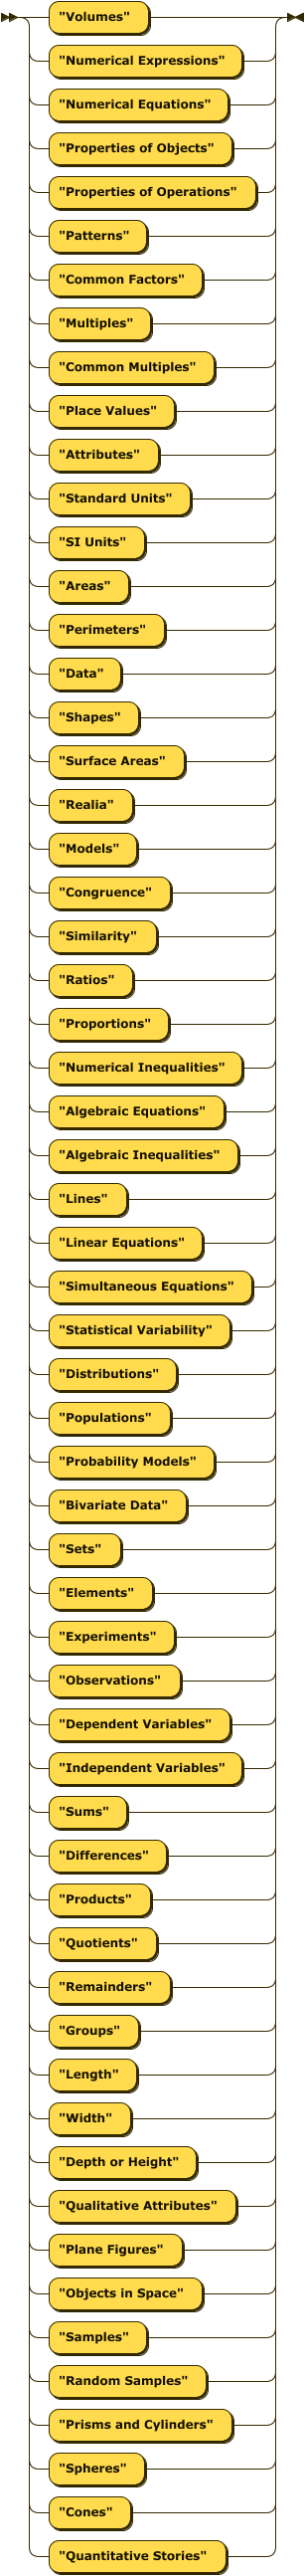 "Volumes"
"Numerical Expressions"
"Numerical Equations"
"Properties of Objects"
"Properties of Operations"
"Patterns"
"Common Factors"
"Multiples"
"Common Multiples"
"Place Values"
"Attributes"
"Standard Units"
"SI Units"
"Areas"
"Perimeters"
"Data"
"Shapes"
"Surface Areas"
"Realia"
"Models"
"Congruence"
"Similarity"
"Ratios"
"Proportions"
"Numerical Inequalities"
"Algebraic Equations"
"Algebraic Inequalities"
"Lines"
"Linear Equations"
"Simultaneous Equations"
"Statistical Variability"
"Distributions"
"Populations"
"Probability Models"
"Bivariate Data"
"Sets"
"Elements"
"Experiments"
"Observations"
"Dependent Variables"
"Independent Variables"
"Sums"
"Differences"
"Products"
"Quotients"
"Remainders"
"Groups"
"Length"
"Width"
"Depth or Height"
"Qualitative Attributes"
"Plane Figures"
"Objects in Space"
"Samples"
"Random Samples"
"Prisms and Cylinders"
"Spheres"
"Cones"
"Quantitative Stories"